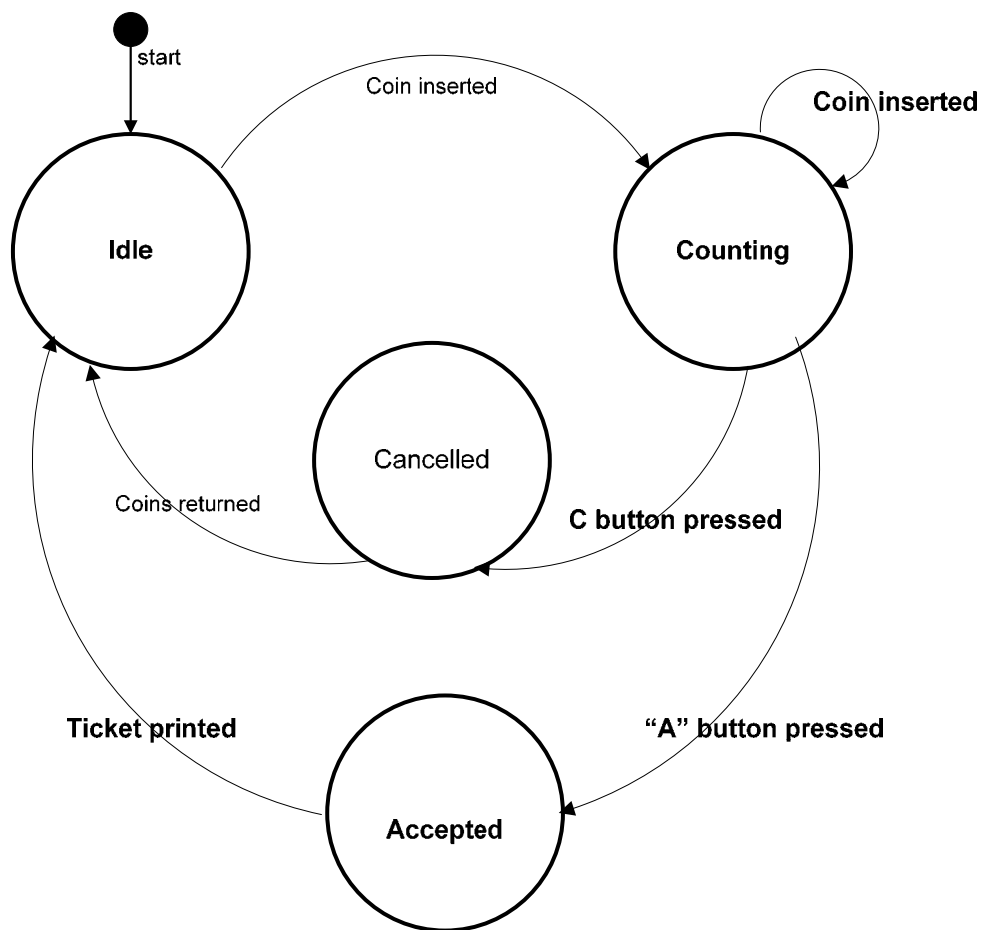 start
Coin inserted
Coin inserted
Idle
Counting
Cancelled
Coins returned
C button pressed
Ticket printed
“A” button pressed
Accepted